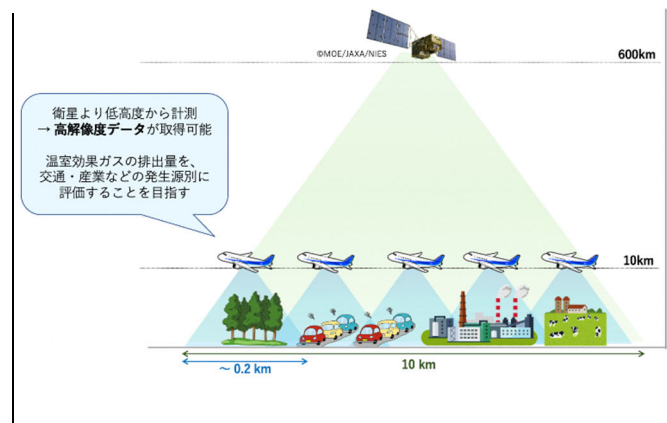 ©MOE/JAXA/NIES
600km
衛星より低高度から計測
→ 高解像度データが取得可能
温室効果ガスの排出量を、
交通・産業などの発生源別に
評価することを目指す
10km
～ 0.2 km
10 km